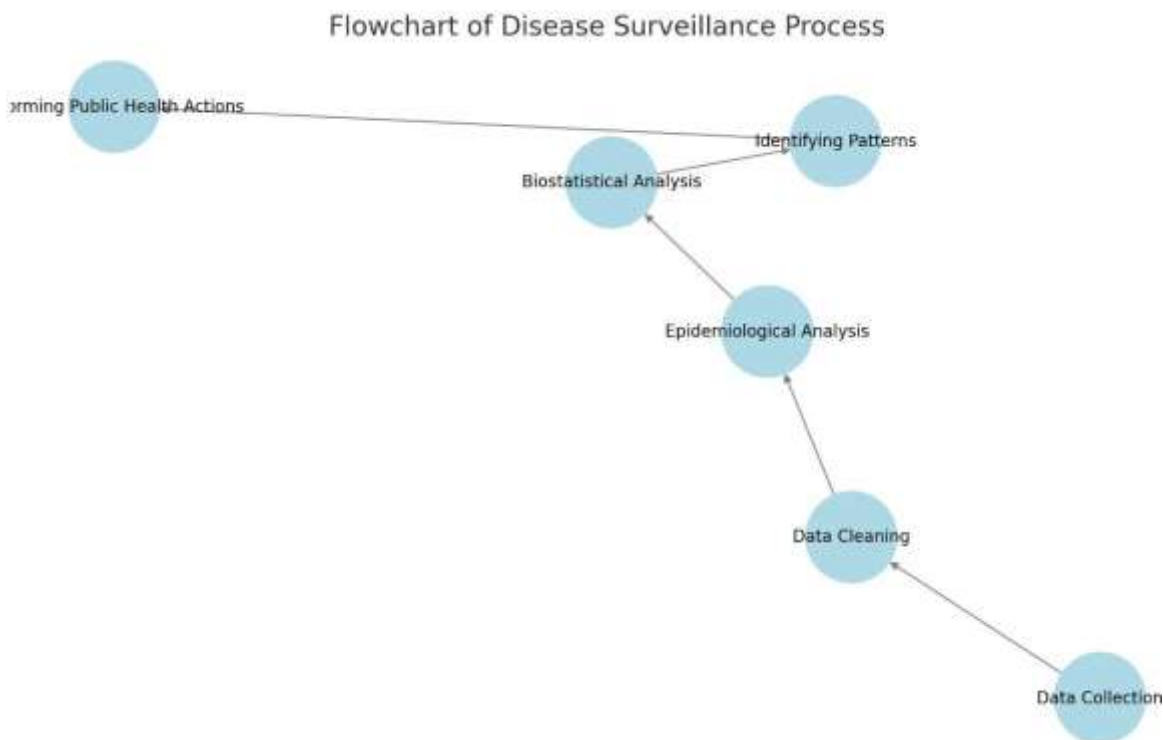 Flowchart of Disease Surveillance Process
orming Public Health Actions
Identifying Patterns
Biostatistical Analysis
Epidemiological Analysis
Data Cleaning
Data Collection